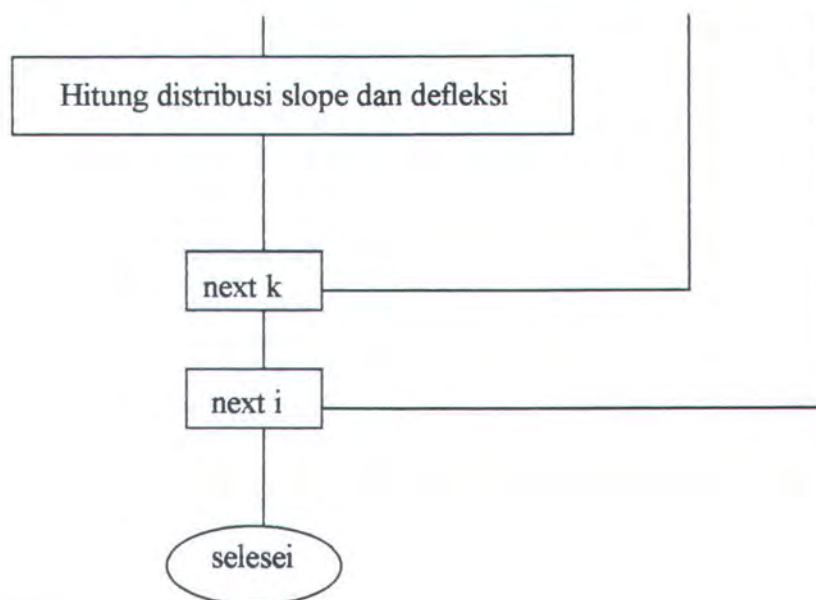 Hitung distribusi slope dan defleksi
next k
next i
selesei